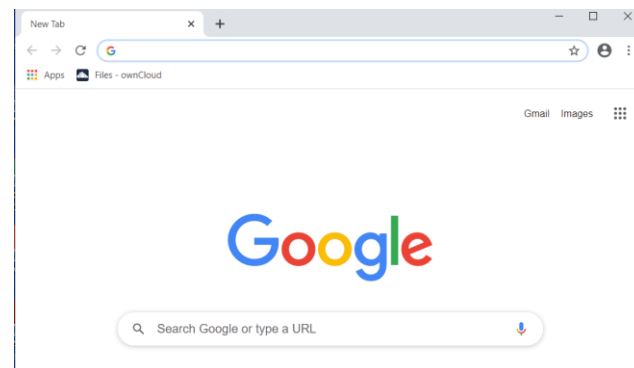 New Tab
Apps Files - ownCloud
Gmail Images
Google
Search Google or type a URL